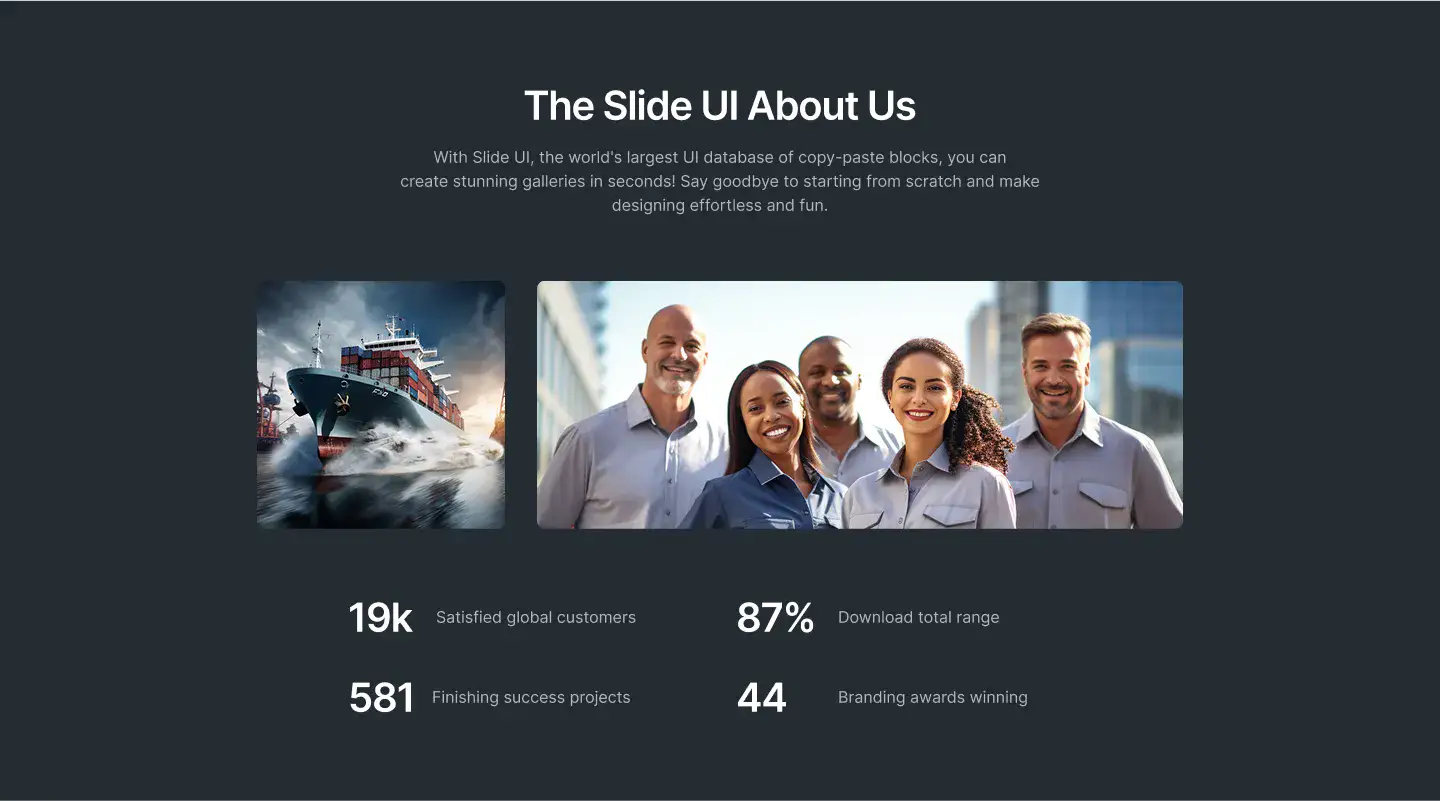 The Slide UI About Us
With Slide UI, the world's largest UI database of copy-paste blocks, you can
create stunning galleries in seconds! Say goodbye to starting from scratch and make
designing effortless and fun.
19k Satisfied global customers
87% Download total range
581 Finishing success projects
44 Branding awards winning